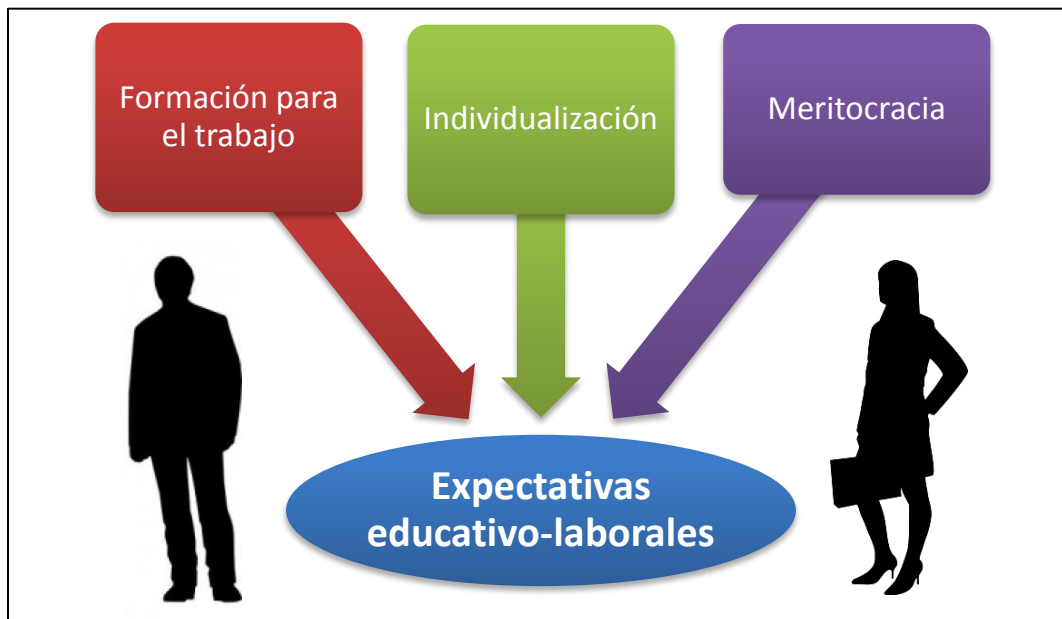 Formación para
el trabajo
Individualización
Meritocracia
Expectativas
educativo-laborales